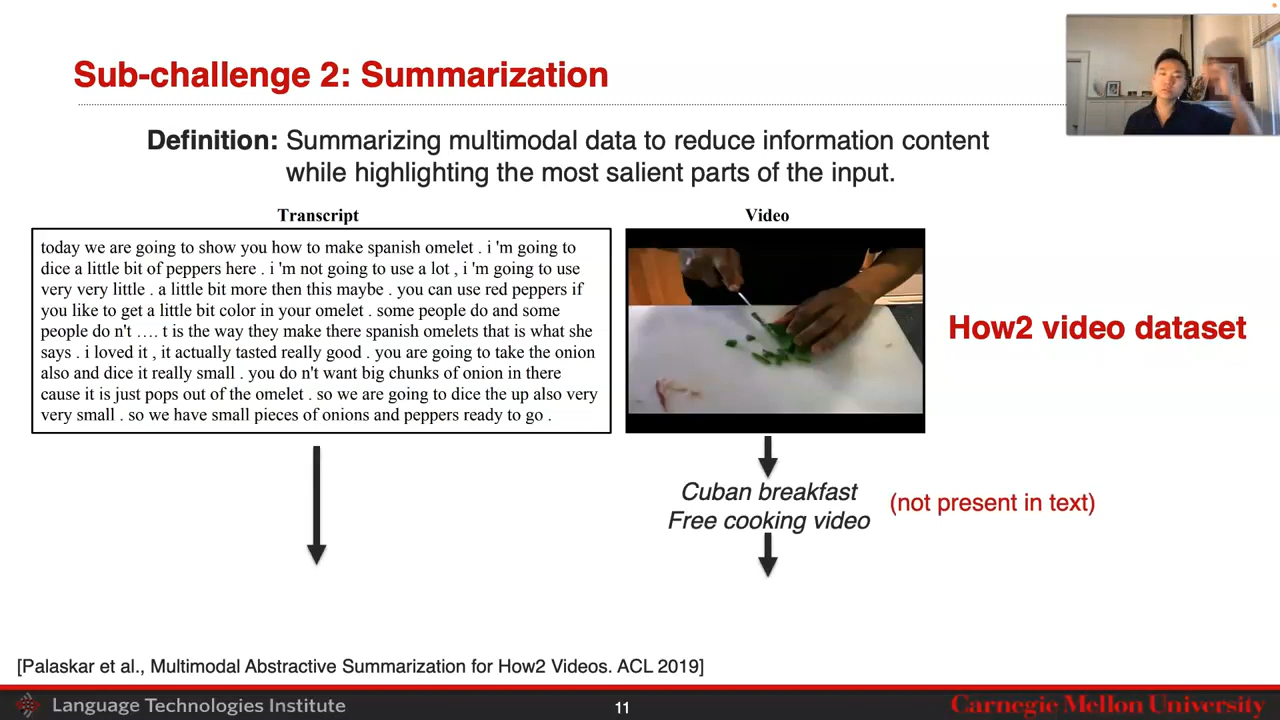 Sub-challenge 2: Summarization
Definition: Summarizing multimodal data to reduce information content
while highlighting the most salient parts of the input.
Transcript
today we are going to show you how to make spanish omelet . i 'm going to
dice a little bit of peppers here . i 'm not going to use a lot , i 'm going to use
very very little . a little bit more then this maybe . you can use red peppers if
you like to get a little bit color in your omelet . some people do and some
people do n't …. t is the way they make there spanish omelets that is what she
says . i loved it , it actually tasted really good . you are going to take the onion
also and dice it really small . you do n't want big chunks of onion in there
cause it is just pops out of the omelet . so we are going to dice the up also very
very small . so we have small pieces of onions and peppers ready to go .
Video
How2 video dataset
Cuban breakfast
Free cooking video
(not present in text)
[Palaskar et al., Multimodal Abstractive Summarization for How2 Videos. ACL 2019]
Language Technologies Institute
11
Carnegie Mellon University